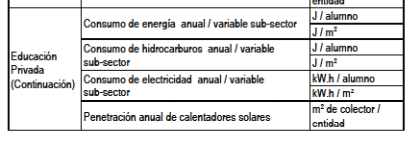 entidad
Consumo de energía anual / variable sub-sector
J / alumno
J / m²
Educación
Privada
(Continuación)
Consumo de hidrocarburos anual / variable
sub-sector
J / alumno
J / m²
Consumo de electricidad anual / variable
sub-sector
kW.h / alumno
kW.h / m²
Penetración anual de calentadores solares
m² de colector /
entidad